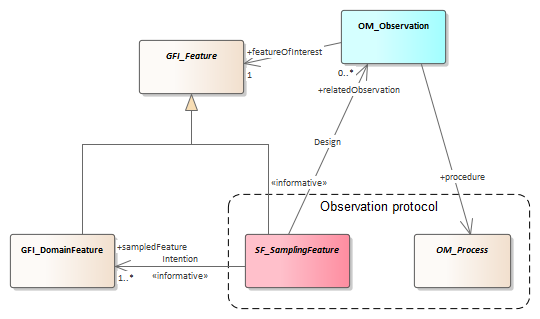 OM_Observation
GFI_Feature
+featureOfInterest
1
0..*
+relatedObservation
Design
+procedure
«informative»
Observation protocol
GFI_DomainFeature
+sampledFeature
Intention
1..*
«informative»
SF_SamplingFeature
OM_Process